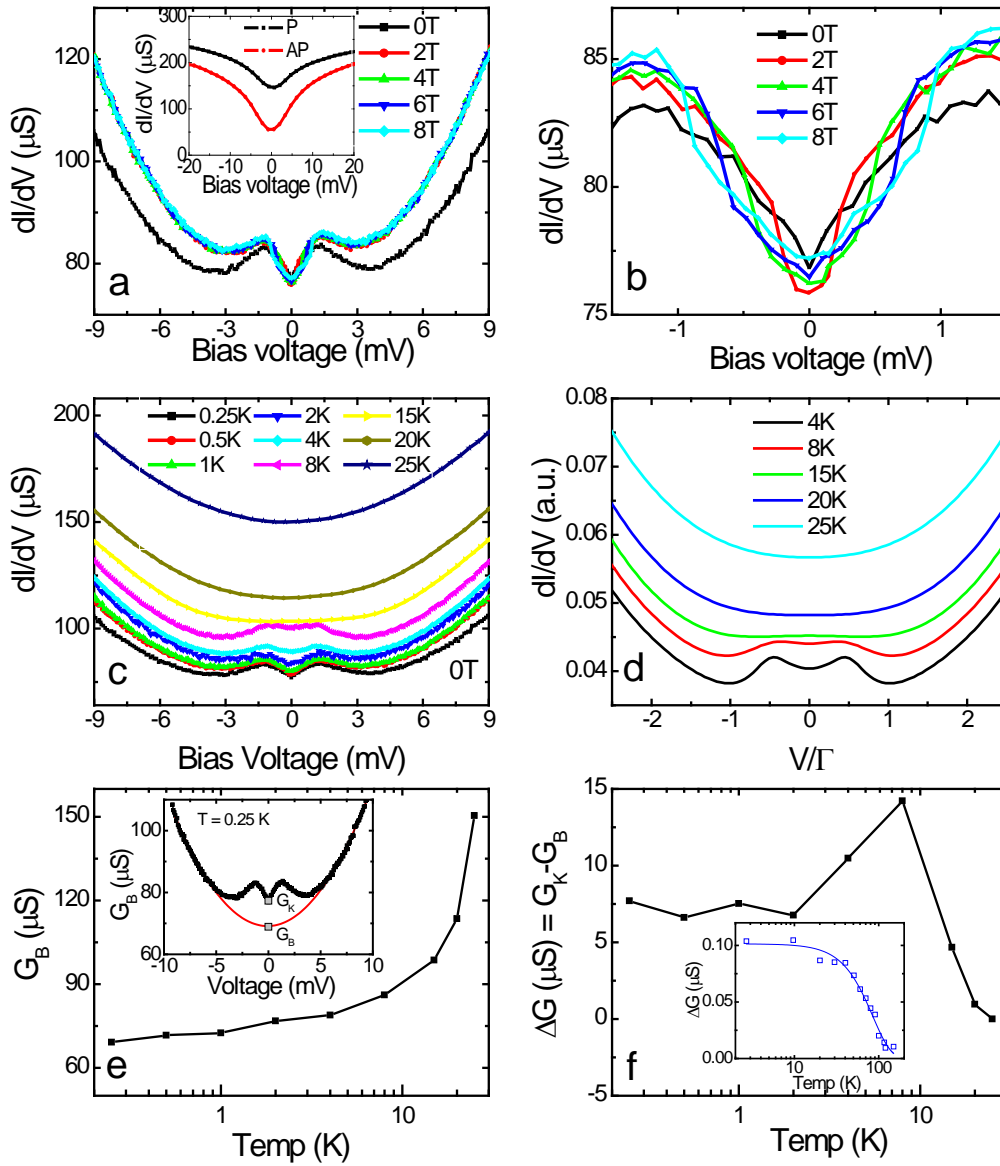 a
dI/dV (μS)
120
100
80
-9 -6 -3 0 3 6 9
Bias voltage (mV)
0T
2T
4T
6T
8T
dI/dV (μS)
300
200
100
0
-20 -10 0 10 20
Bias voltage (mV)
P
AP
b
dI/dV (μS)
85
80
75
-1 0 1
Bias voltage (mV)
0T
2T
4T
6T
8T
c
dI/dV (μS)
200
150
100
-9 -6 -3 0 3 6 9
Bias Voltage (mV)
0.25K 2K 15K
0.5K 4K 20K
1K 8K 25K
0T
d
dI/dV (a.u.)
0.08
0.07
0.06
0.05
0.04
-2 -1 0 1 2
V/Γ
4K
8K
15K
20K
25K
e
G_B (μS)
150
120
90
60
1 10
Temp (K)
T = 0.25 K
G_B (μS)
100
80
60
-10 -5 0 5 10
Voltage (mV)
G_K
G_B
f
ΔG (μS) = G_K-G_B
15
10
5
0
-5
1 10
Temp (K)
ΔG (μS)
0.10
0.05
0.00
10 100
Temp (K)